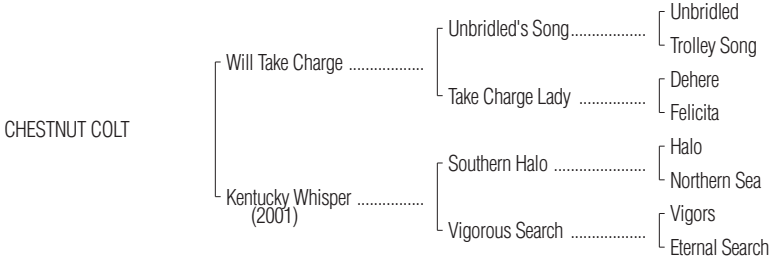 Unbridled
Unbridled's Song..................
Trolley Song
Will Take Charge ..................
Dehere
Take Charge Lady ................
Felicita
CHESTNUT COLT
Halo
Southern Halo ......................
Northern Sea
Kentucky Whisper ................
(2001)
Vigors
Vigorous Search ..................
Eternal Search